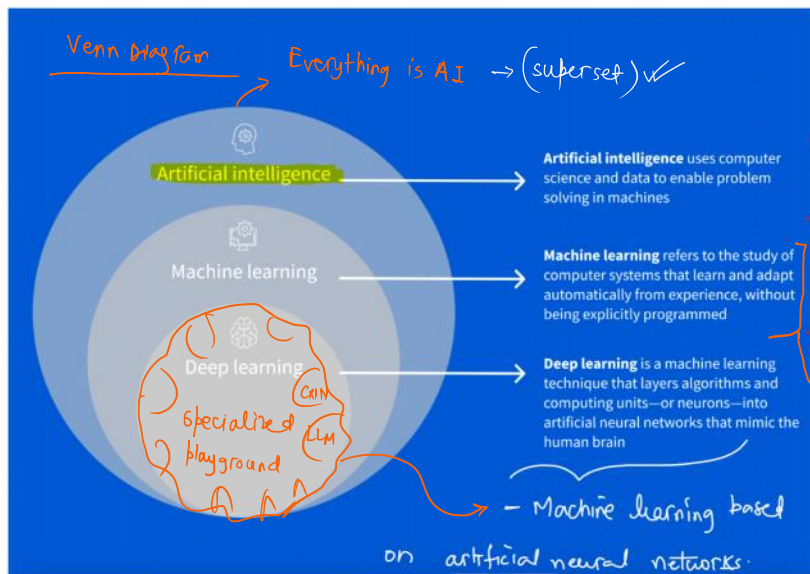 Venn Diagram
Everything is AI → (superset) ✓
Artificial intelligence
Artificial intelligence uses computer
science and data to enable problem
solving in machines
Machine learning
Machine learning refers to the study of
computer systems that learn and adapt
automatically from experience, without
being explicitly programmed
Deep learning
Deep learning is a machine learning
technique that layers algorithms and
computing units—or neurons—into
artificial neural networks that mimic the
human brain
CNN
LLM
Specialized
playground
- Machine learning based
on artificial neural networks.